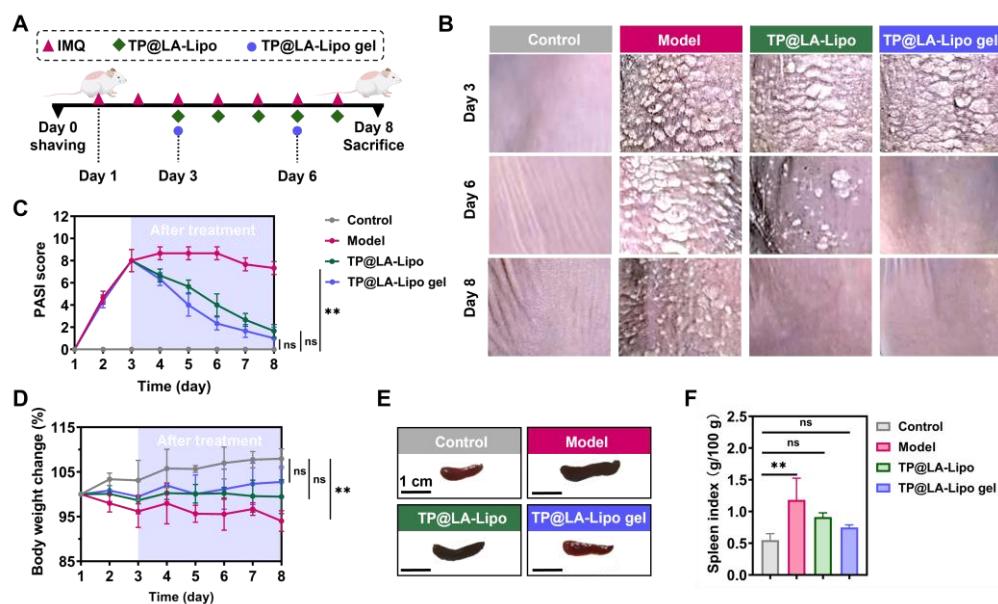 A
IMQ TP@LA-Lipo TP@LA-Lipo gel
Day 0
shaving
Day 8
Sacrifice
Day 1
Day 3
Day 6
B
Control Model TP@LA-Lipo TP@LA-Lipo gel
Day 3
Day 6
Day 8
C
PASI score
12
10
8
6
4
2
0
After treatment
1 2 3 4 5 6 7 8
Time (day)
Control
Model
TP@LA-Lipo
TP@LA-Lipo gel
ns
ns
**
D
Body weight change (%)
115
105
95
85
After treatment
1 2 3 4 5 6 7 8
Time (day)
ns
ns
**
E
Control Model
1 cm
TP@LA-Lipo TP@LA-Lipo gel
F
Spleen index (g/100 g)
2.5
2.0
1.5
1.0
0.5
0.0
ns
ns
**
Control
Model
TP@LA-Lipo
TP@LA-Lipo gel